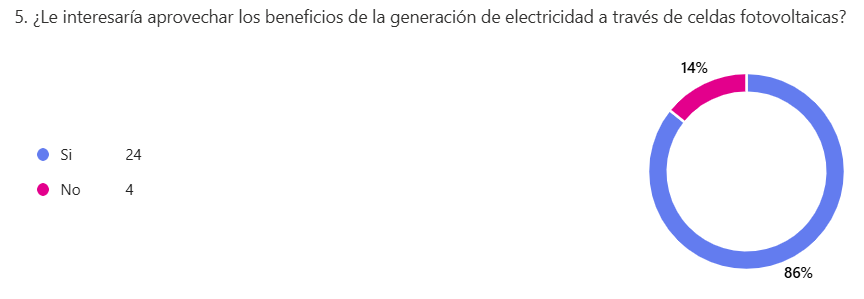 5. ¿Le interesaría aprovechar los beneficios de la generación de electricidad a través de celdas fotovoltaicas?
14%
Si 24
No 4
86%